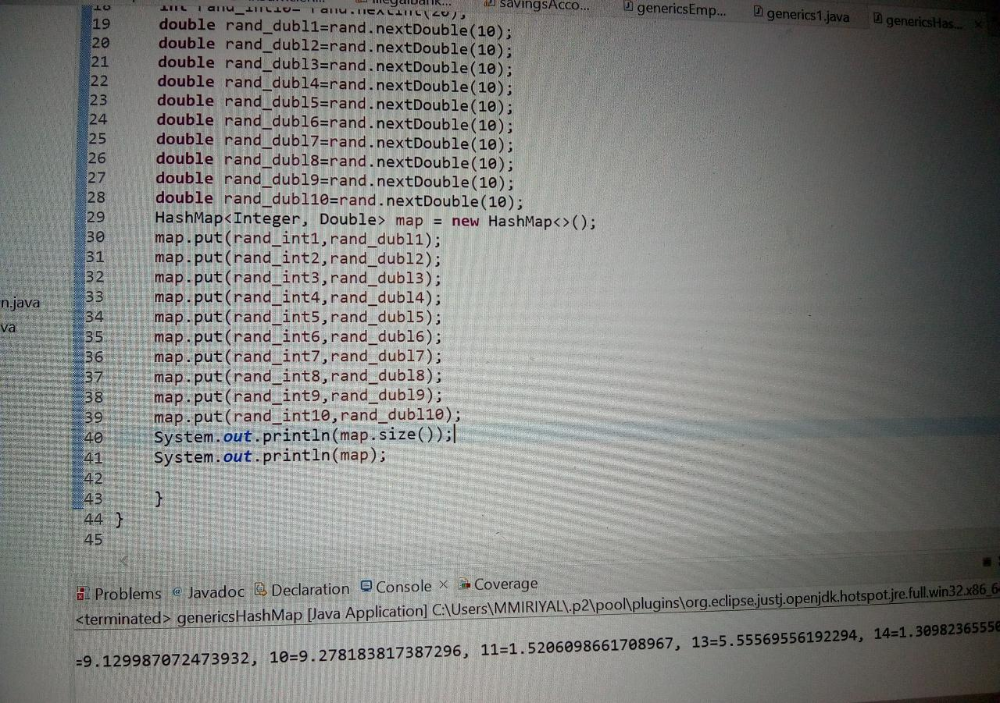 savingsAcco... genericsEmp... generics1.java genericsHas...
18 int rand_int10= rand.nextInt(20);
19 double rand_dubl1=rand.nextDouble(10);
20 double rand_dubl2=rand.nextDouble(10);
21 double rand_dubl3=rand.nextDouble(10);
22 double rand_dubl4=rand.nextDouble(10);
23 double rand_dubl5=rand.nextDouble(10);
24 double rand_dubl6=rand.nextDouble(10);
25 double rand_dubl7=rand.nextDouble(10);
26 double rand_dubl8=rand.nextDouble(10);
27 double rand_dubl9=rand.nextDouble(10);
28 double rand_dubl10=rand.nextDouble(10);
29 HashMap<Integer, Double> map = new HashMap<>();
30 map.put(rand_int1,rand_dubl1);
31 map.put(rand_int2,rand_dubl2);
32 map.put(rand_int3,rand_dubl3);
33 map.put(rand_int4,rand_dubl4);
34 map.put(rand_int5,rand_dubl5);
35 map.put(rand_int6,rand_dubl6);
36 map.put(rand_int7,rand_dubl7);
37 map.put(rand_int8,rand_dubl8);
38 map.put(rand_int9,rand_dubl9);
39 map.put(rand_int10,rand_dubl10);
40 System.out.println(map.size());
41 System.out.println(map);
42
43 }
44 }
45
n.java
va
Problems Javadoc Declaration Console Coverage
<terminated> genericsHashMap [Java Application] C:\Users\MMIRIYAL\.p2\pool\plugins\org.eclipse.justj.openjdk.hotspot.jre.full.win32.x86_6
=9.129987072473932, 10=9.278183817387296, 11=1.5206098661708967, 13=5.55569556192294, 14=1.30982365550